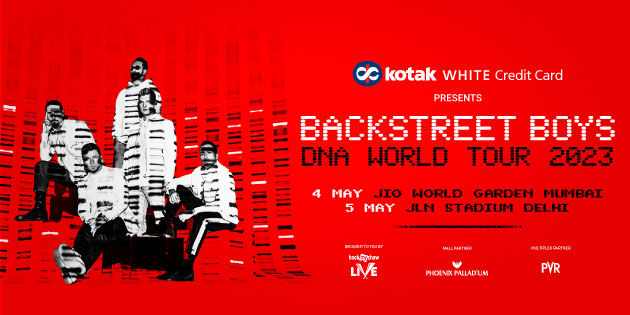 kotak WHITE Credit Card
PRESENTS
BACKSTREET BOYS
DNA WORLD TOUR 2023
4 MAY JIO WORLD GARDEN MUMBAI
5 MAY JLN STADIUM DELHI
BROUGHT TO YOU BY
bookmyshow
LIVE
MALL PARTNER
PHOENIX PALLADIUM
MULTIPLEX PARTNER
PVR